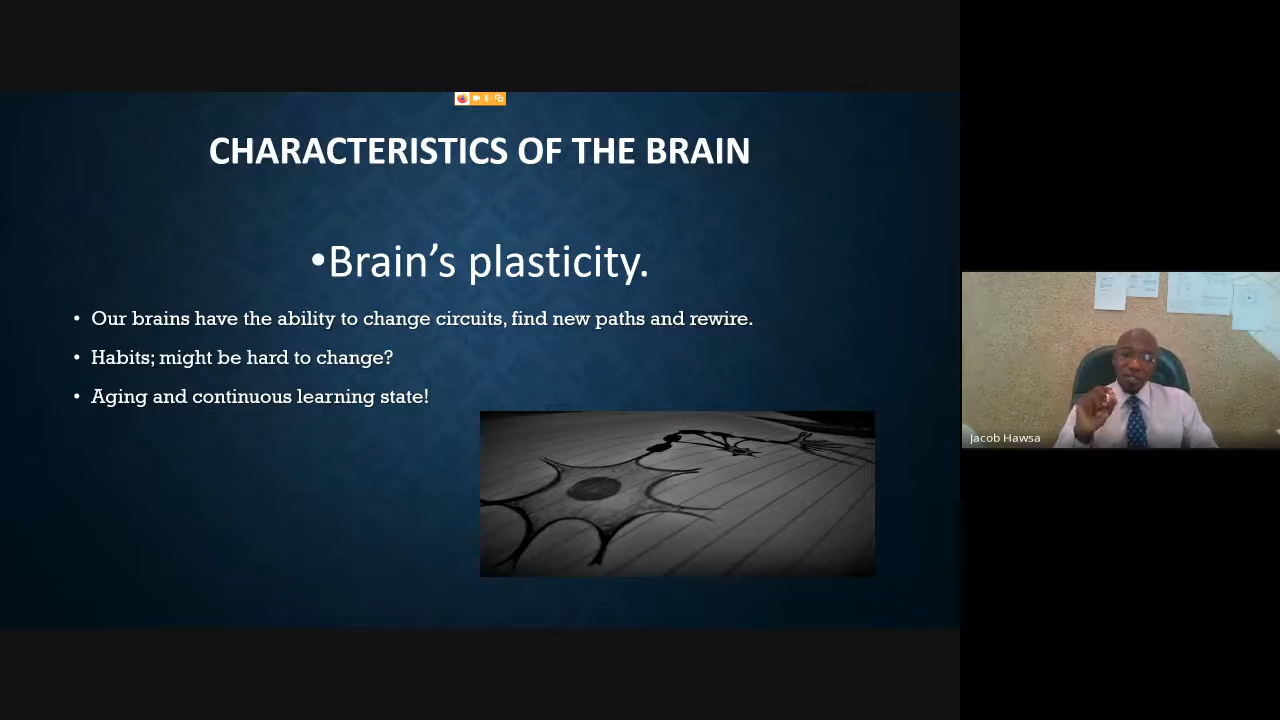 CHARACTERISTICS OF THE BRAIN
•Brain’s plasticity.
• Our brains have the ability to change circuits, find new paths and rewire.
• Habits; might be hard to change?
• Aging and continuous learning state!
Jacob Hawsa